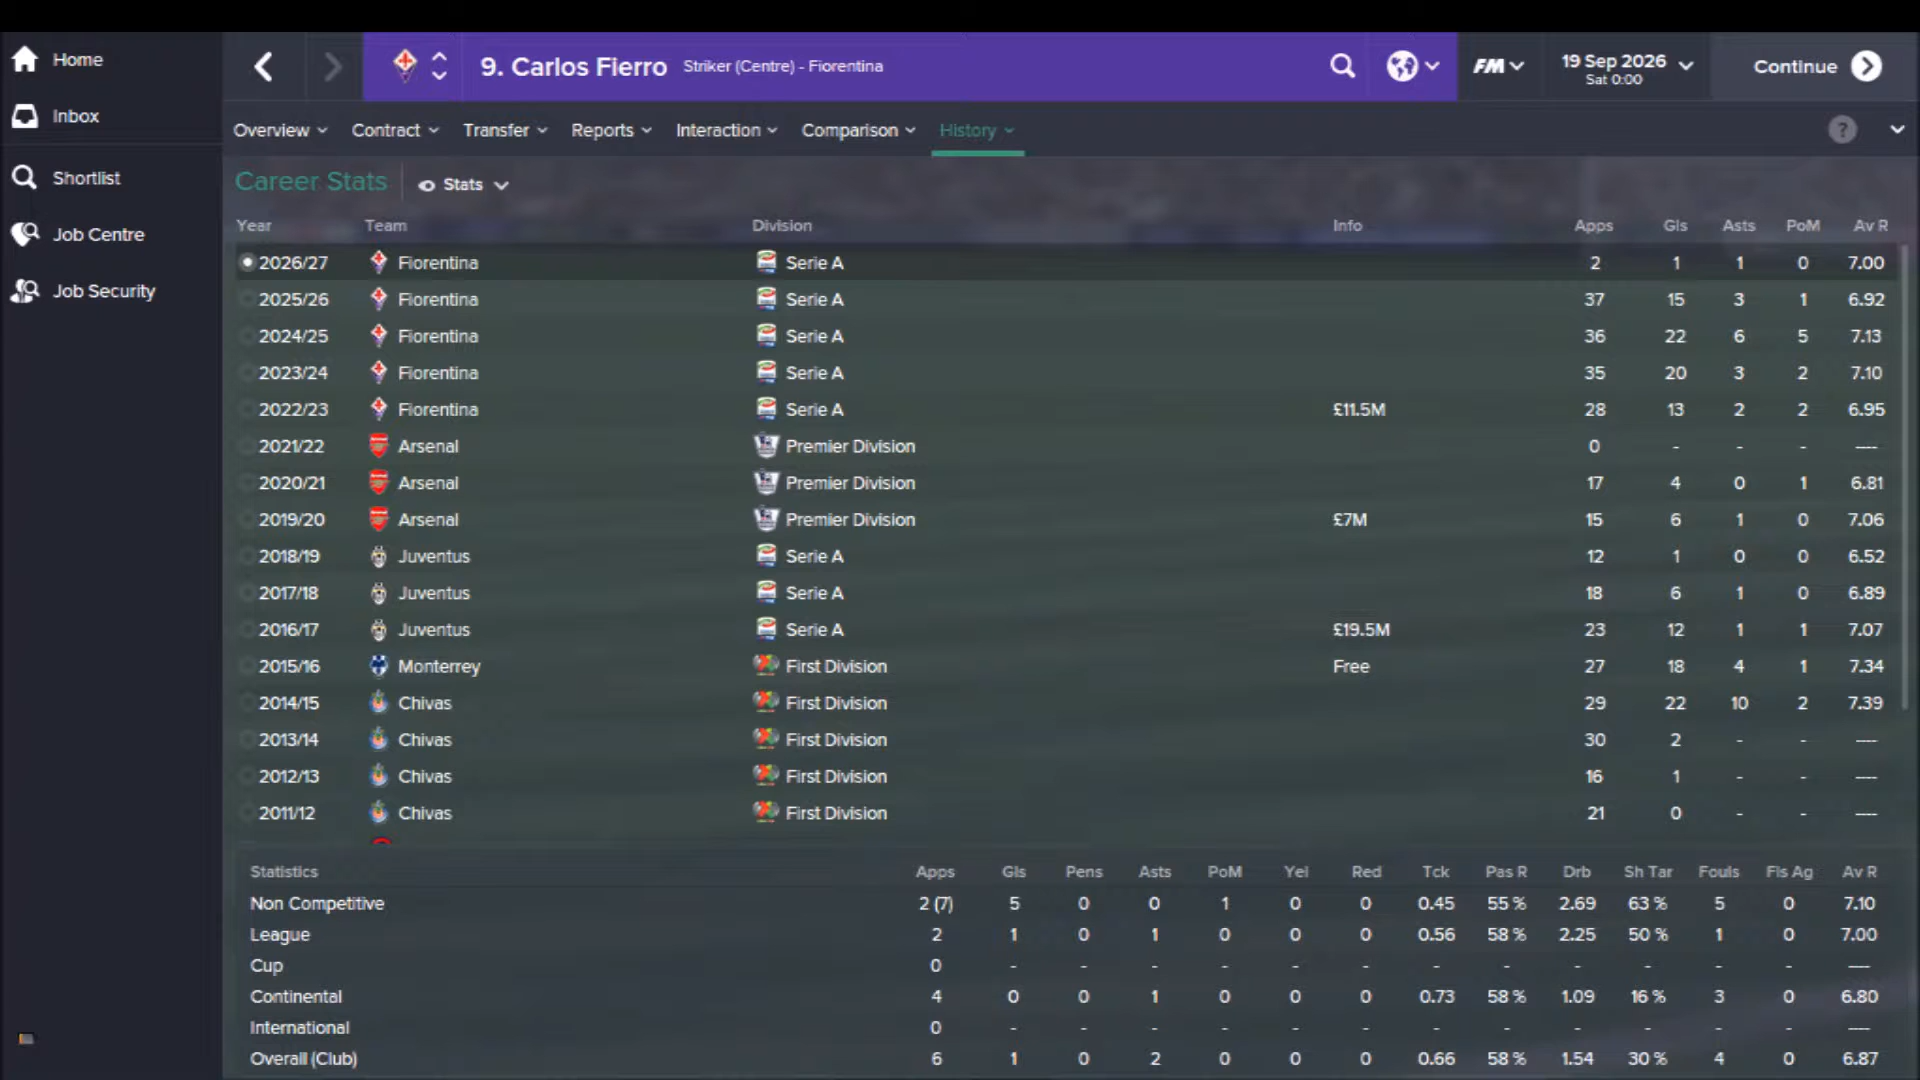 Home
Inbox
Shortlist
Job Centre
Job Security
9. Carlos Fierro Striker (Centre) - Fiorentina FM 19 Sep 2026 Continue
Sat 0:00
Overview Contract Transfer Reports Interaction Comparison History ?
Career Stats Stats
Year Team Division Info Apps Gls Asts PoM Av R
2026/27 Fiorentina Serie A 2 1 1 0 7.00
2025/26 Fiorentina Serie A 37 15 3 1 6.92
2024/25 Fiorentina Serie A 36 22 6 5 7.13
2023/24 Fiorentina Serie A 35 20 3 2 7.10
2022/23 Fiorentina Serie A £11.5M 28 13 2 2 6.95
2021/22 Arsenal Premier Division 0 - - - ---
2020/21 Arsenal Premier Division 17 4 0 1 6.81
2019/20 Arsenal Premier Division £7M 15 6 1 0 7.06
2018/19 Juventus Serie A 12 1 0 0 6.52
2017/18 Juventus Serie A 18 6 1 0 6.89
2016/17 Juventus Serie A £19.5M 23 12 1 1 7.07
2015/16 Monterrey First Division Free 27 18 4 1 7.34
2014/15 Chivas First Division 29 22 10 2 7.39
2013/14 Chivas First Division 30 2 - - ---
2012/13 Chivas First Division 16 1 - - ---
2011/12 Chivas First Division 21 0 - - ---
Statistics Apps Gls Pens Asts PoM Yel Red Tck Pas R Drb Sh Tar Fouls Fls Ag Av R
Non Competitive 2 (7) 5 0 0 1 0 0 0.45 55 % 2.69 63 % 5 0 7.10
League 2 1 0 1 0 0 0 0.56 58 % 2.25 50 % 1 0 7.00
Cup 0 - - - - - - - - - - - - ---
Continental 4 0 0 1 0 0 0 0.73 58 % 1.09 16 % 3 0 6.80
International 0 - - - - - - - - - - - - ---
Overall (Club) 6 1 0 2 0 0 0 0.66 58 % 1.54 30 % 4 0 6.87